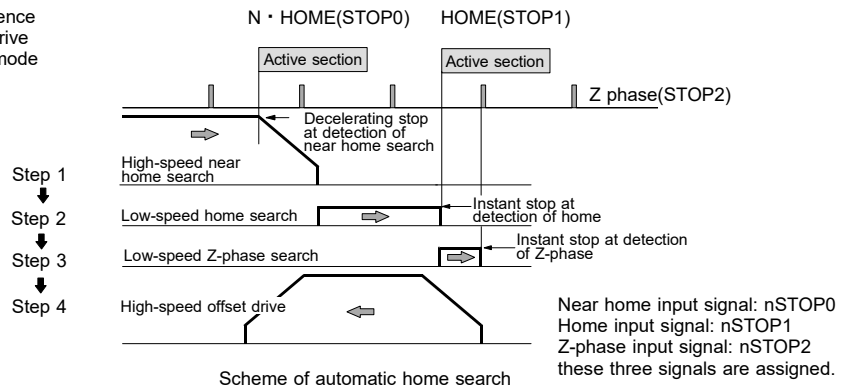 ence
rive
mode
N・HOME(STOP0)
HOME(STOP1)
Active section
Active section
Z phase(STOP2)
Decelerating stop
at detection of
near home search
Step 1
High-speed near
home search
Step 2
Low-speed home search
Instant stop at
detection of home
Step 3
Low-speed Z-phase search
Instant stop at detection
of Z-phase
Step 4
High-speed offset drive
Near home input signal: nSTOP0
Home input signal: nSTOP1
Z-phase input signal: nSTOP2
these three signals are assigned.
Scheme of automatic home search